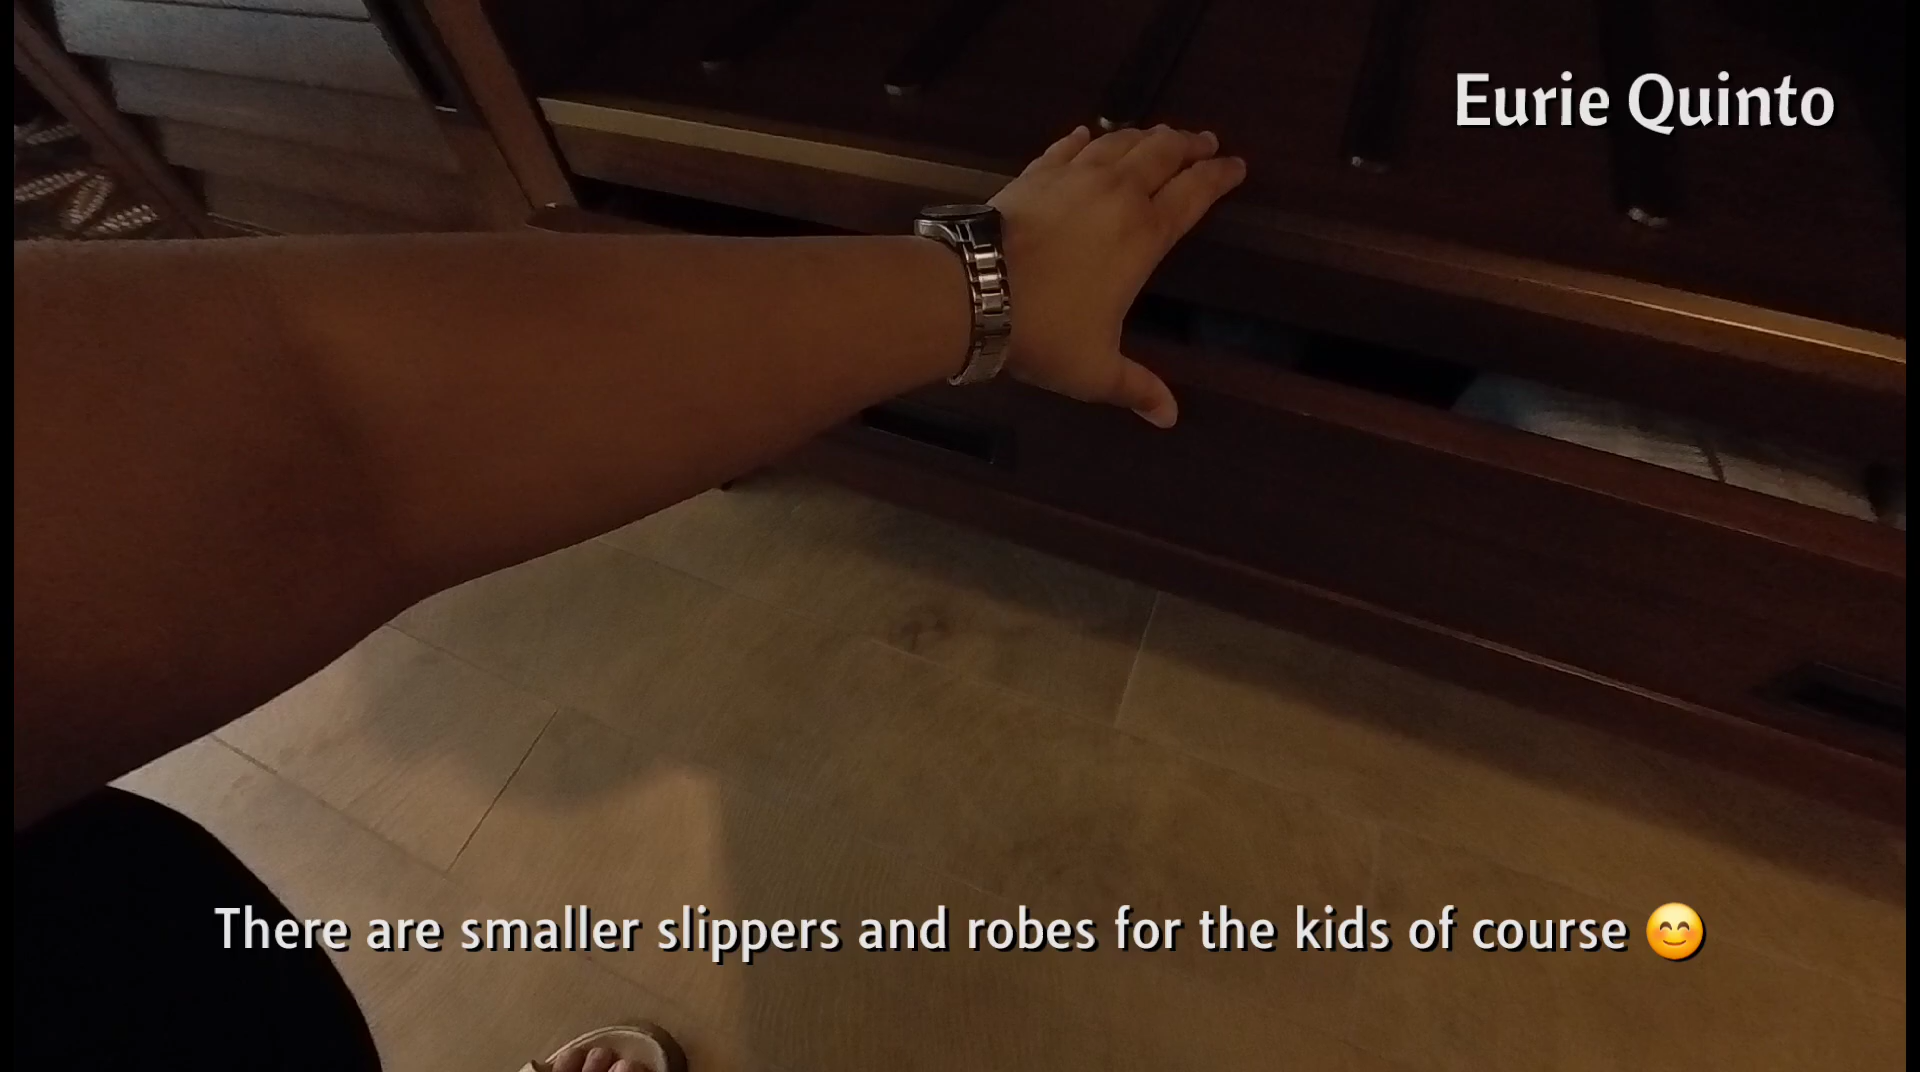 Eurie Quinto
There are smaller slippers and robes for the kids of course 😊